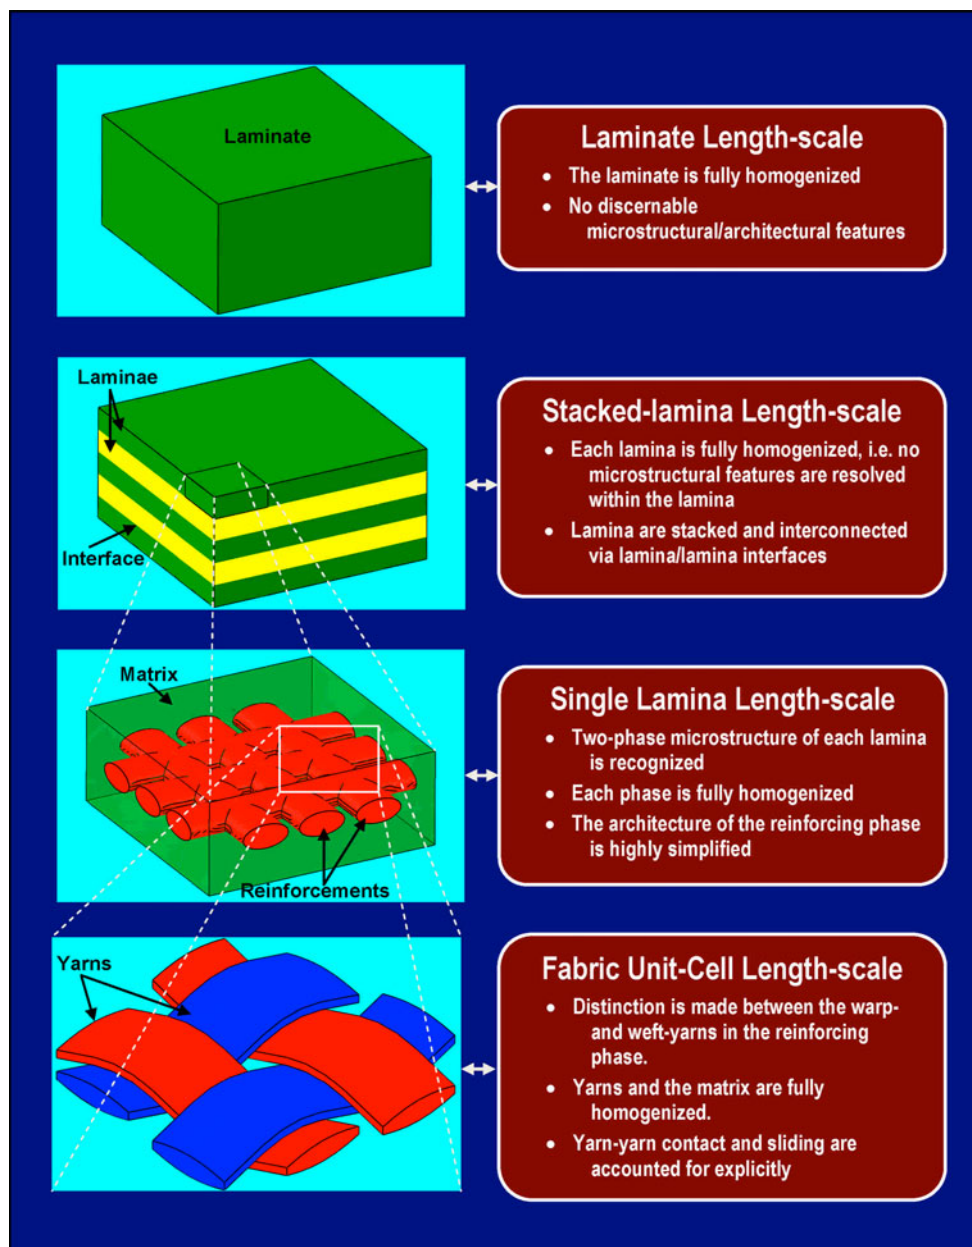 Laminate
Laminate Length-scale
• The laminate is fully homogenized
• No discernable
microstructural/architectural features
Laminae
Interface
Stacked-lamina Length-scale
• Each lamina is fully homogenized, i.e. no
microstructural features are resolved
within the lamina
• Lamina are stacked and interconnected
via lamina/lamina interfaces
Matrix
Reinforcements
Single Lamina Length-scale
• Two-phase microstructure of each lamina
is recognized
• Each phase is fully homogenized
• The architecture of the reinforcing phase
is highly simplified
Yarns
Fabric Unit-Cell Length-scale
• Distinction is made between the warp-
and weft-yarns in the reinforcing
phase.
• Yarns and the matrix are fully
homogenized.
• Yarn-yarn contact and sliding are
accounted for explicitly